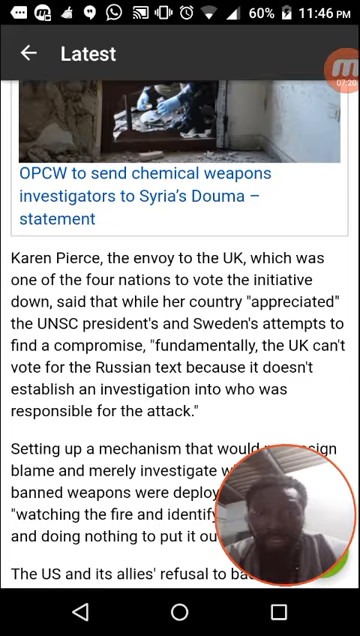 60% 11:46 PM
Latest
07:20
OPCW to send chemical weapons
investigators to Syria's Douma –
statement
Karen Pierce, the envoy to the UK, which was
one of the four nations to vote the initiative
down, said that while her country "appreciated"
the UNSC president's and Sweden's attempts to
find a compromise, "fundamentally, the UK can't
vote for the Russian text because it doesn't
establish an investigation into who was
responsible for the attack."
Setting up a mechanism that would
blame and merely investigate
banned weapons were
"watching the fire and
and doing nothing to put it
The US and its allies' refusal to